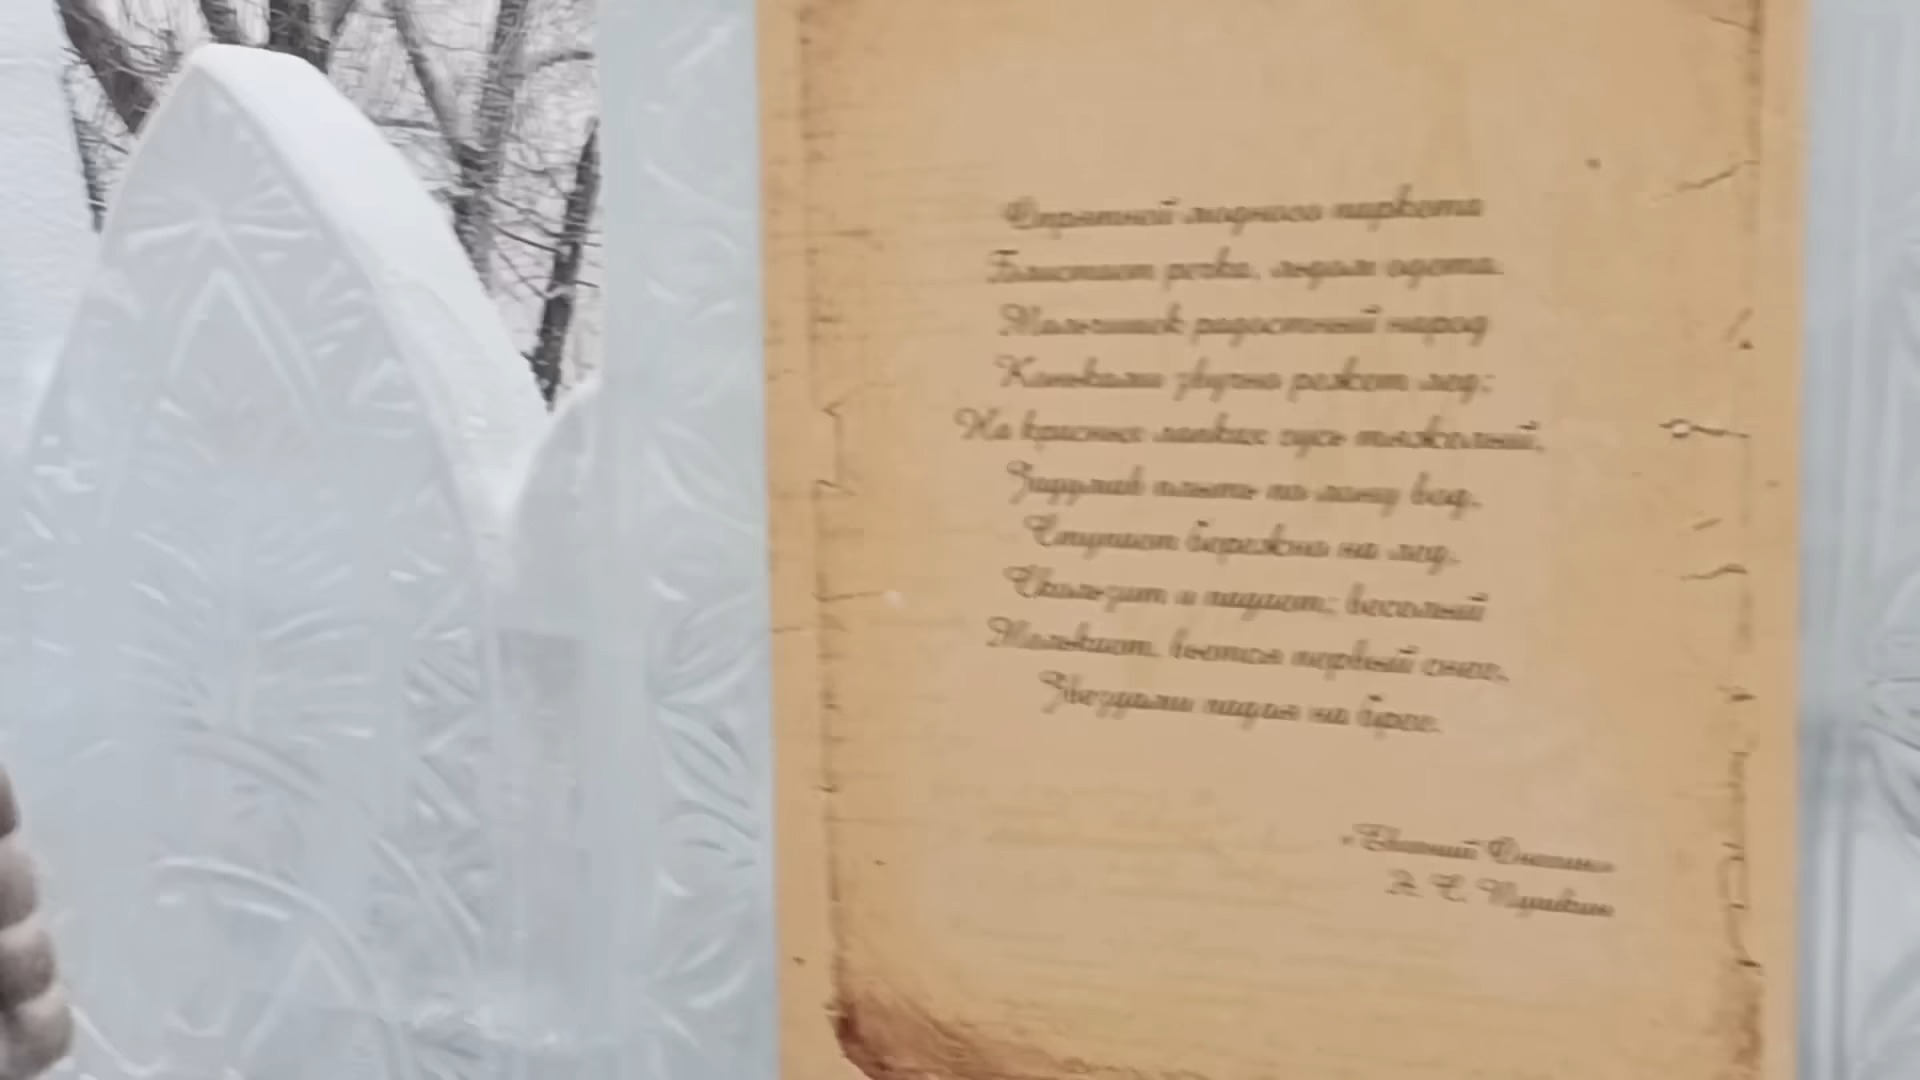 Опрятней модного паркета
Блистает речка, льдом одета.
Мальчишек радостный народ
Коньками звучно режет лед;
На красных лапках гусь тяжелый,
Задумав плыть по лону вод,
Ступает бережно на лед,
Скользит и падает; веселый
Мелькает, вьется первый снег,
Звездами падая на брег.
«Евгений Онегин»
А. С. Пушкин